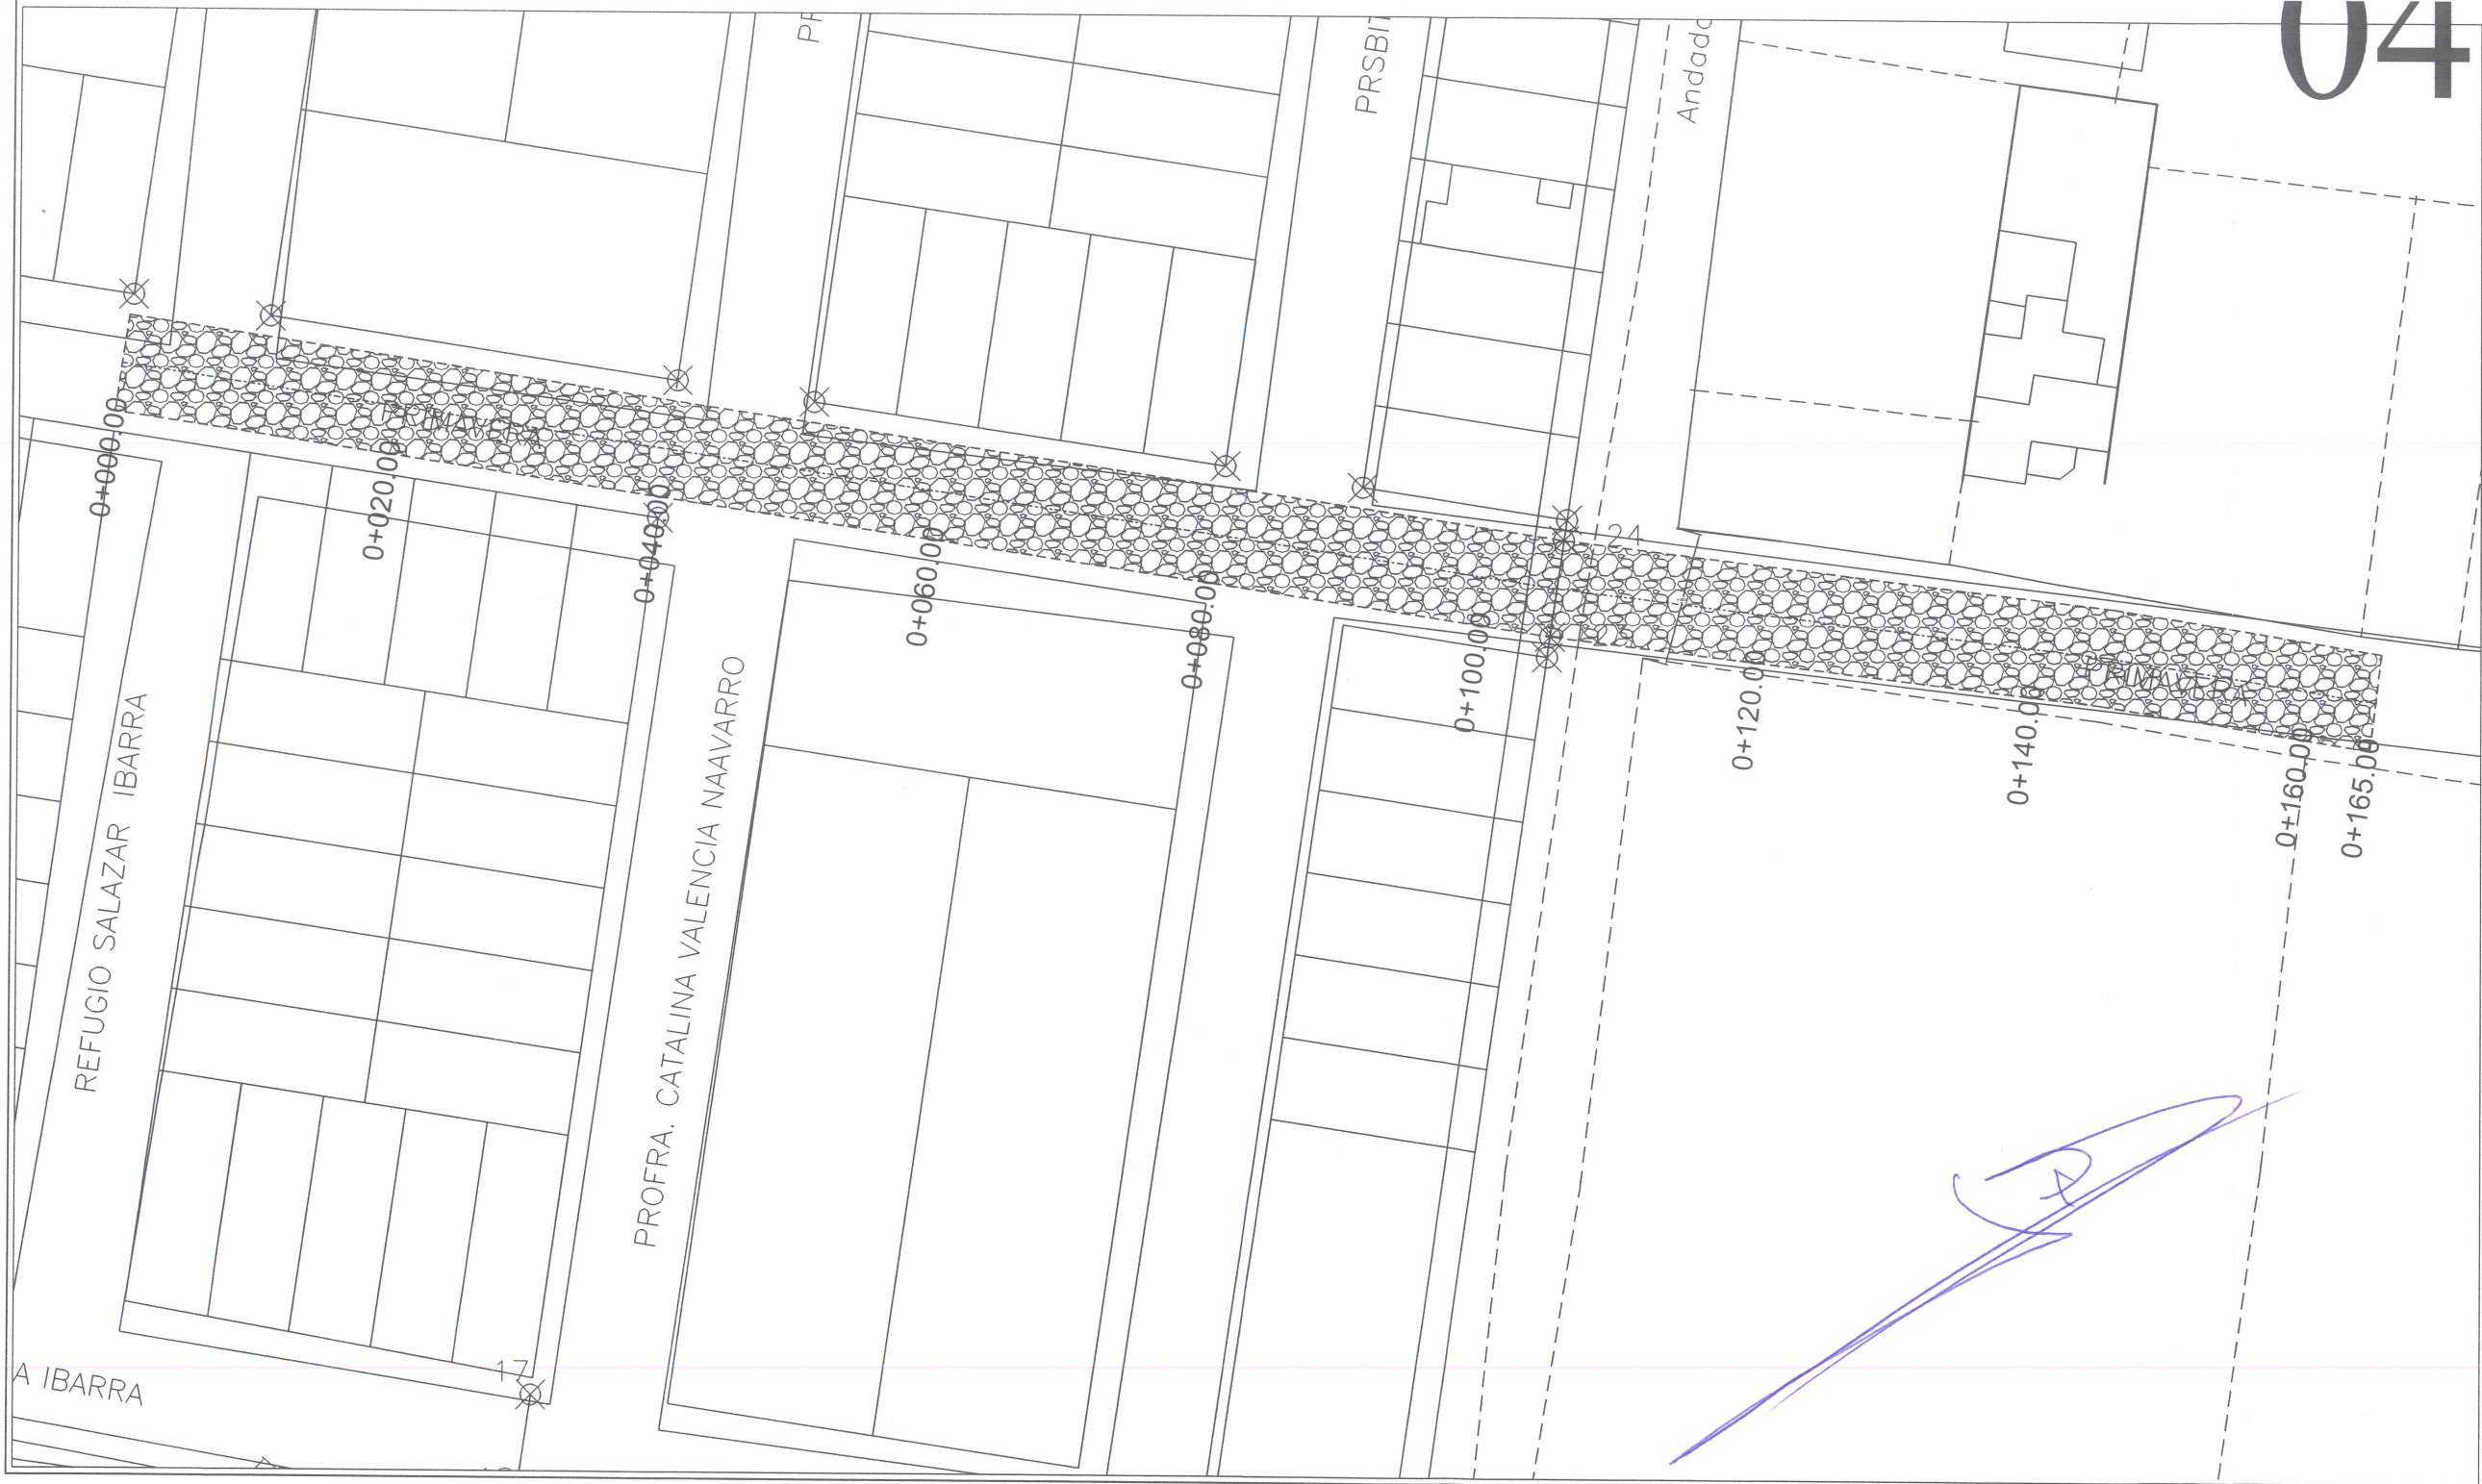 04
PRSBI
Andado
PRIMAVERA
0+000.00
0+020.00
0+040.00
0+060.00
0+080.00
0+100.00
0+120.00
0+140.00
0+160.00
0+165.00
24
PRIMAVERA
REFUGIO SALAZAR IBARRA
PROFRA. CATALINA VALENCIA NAAVARRO
17
A IBARRA